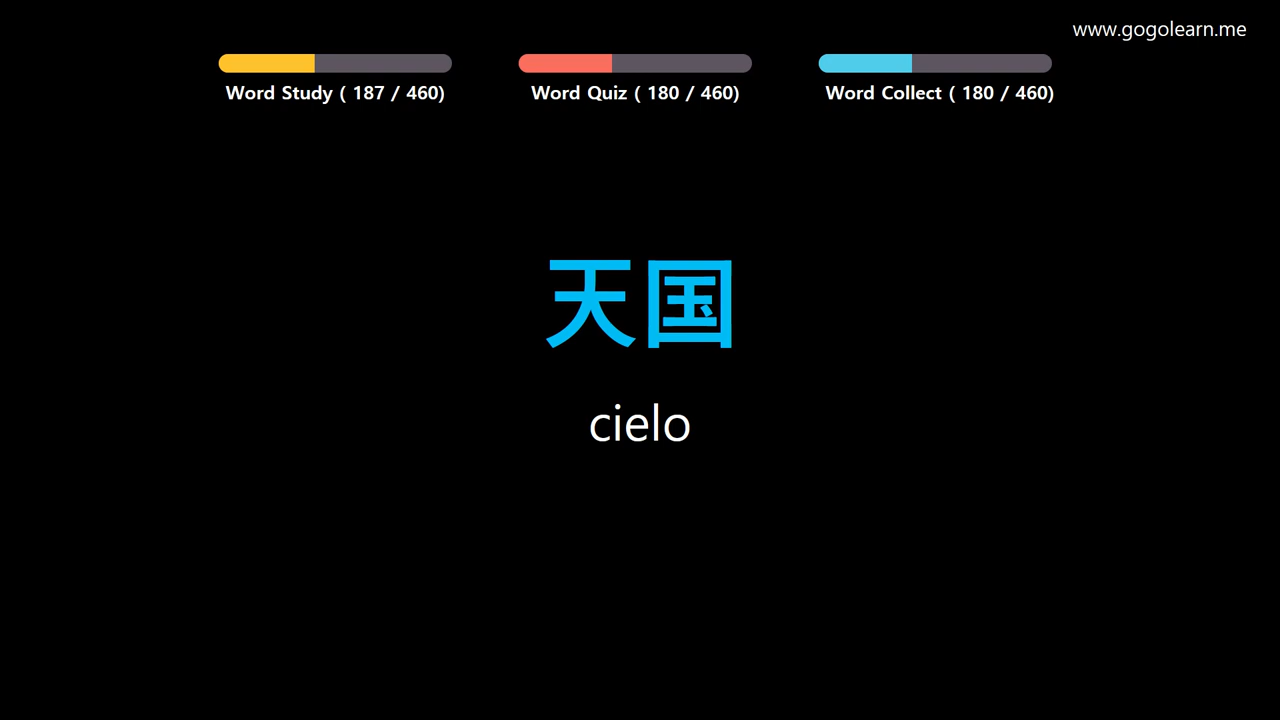 www.gogolearn.me
Word Study ( 187 / 460)
Word Quiz ( 180 / 460)
Word Collect ( 180 / 460)
天国
cielo